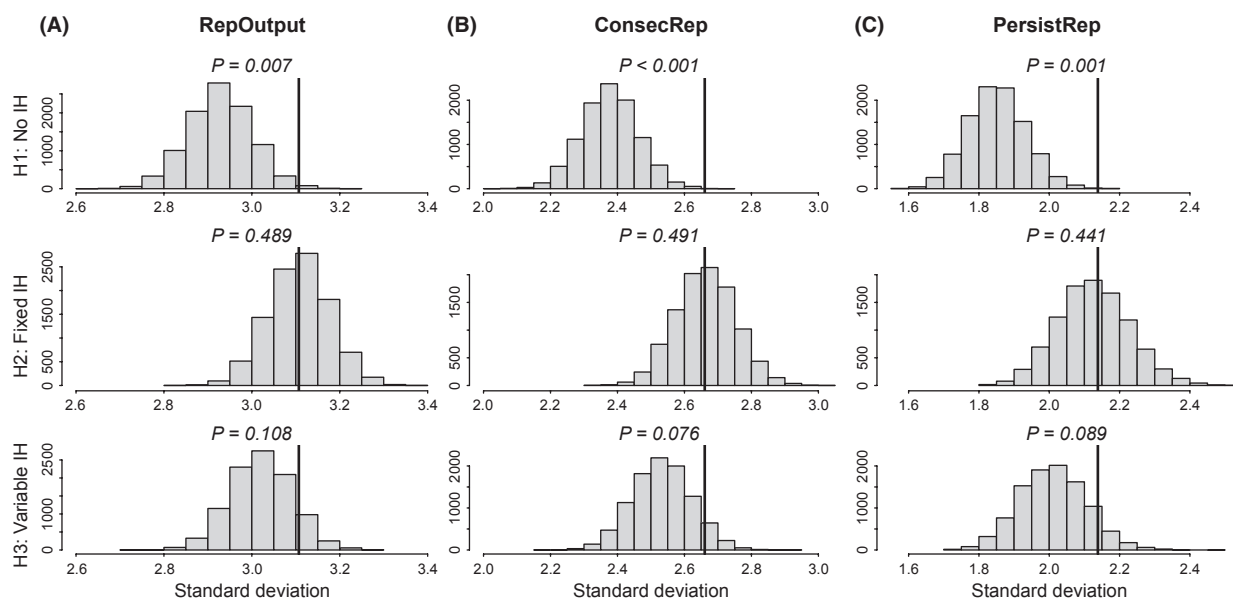 (A) RepOutput (B) ConsecRep (C) PersistRep
H1: No IH
P = 0.007
0 1000 2000
2.6 2.8 3.0 3.2 3.4
P < 0.001
0 1000 2000
2.0 2.2 2.4 2.6 2.8 3.0
P = 0.001
0 1000 2000
1.6 1.8 2.0 2.2 2.4
H2: Fixed IH
P = 0.489
0 500 1500 2500
2.6 2.8 3.0 3.2 3.4
P = 0.491
0 500 1500
2.0 2.2 2.4 2.6 2.8 3.0
P = 0.441
0 500 1500
1.6 1.8 2.0 2.2 2.4
H3: Variable IH
P = 0.108
0 1000 2500
2.6 2.8 3.0 3.2 3.4
Standard deviation
P = 0.076
0 1000 2000
2.0 2.2 2.4 2.6 2.8 3.0
Standard deviation
P = 0.089
0 1000 2000
1.6 1.8 2.0 2.2 2.4
Standard deviation